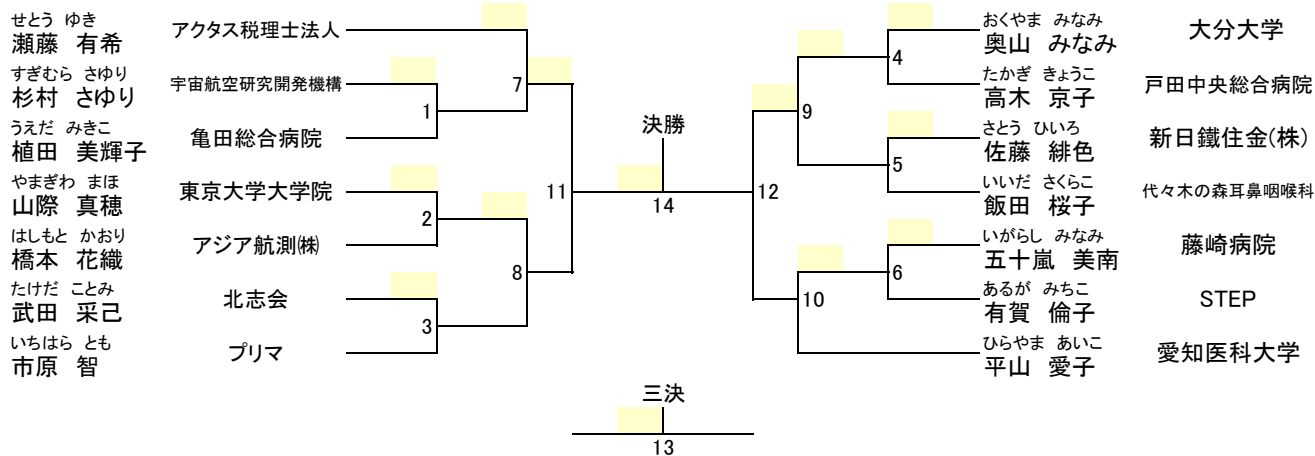 せとう ゆき
瀬藤 有希 アクタス税理士法人
すぎむら さゆり
杉村 さゆり 宇宙航空研究開発機構
うえだ みきこ
植田 美輝子 亀田総合病院
やまぎわ まほ
山際 真穂 東京大学大学院
はしもと かおり
橋本 花織 アジア航測㈱
たけだ ことみ
武田 采己 北志会
いちはら とも
市原 智 プリマ
1
2
3
7
8
11
決勝
14
三決
13
12
9
10
4
5
6
おくやま みなみ
奥山 みなみ 大分大学
たかぎ きょうこ
高木 京子 戸田中央総合病院
さとう ひいろ
佐藤 緋色 新日鐵住金(株)
いいだ さくらこ
飯田 桜子 代々木の森耳鼻咽喉科
いがらし みなみ
五十嵐 美南 藤崎病院
あるが みちこ
有賀 倫子 STEP
ひらやま あいこ
平山 愛子 愛知医科大学